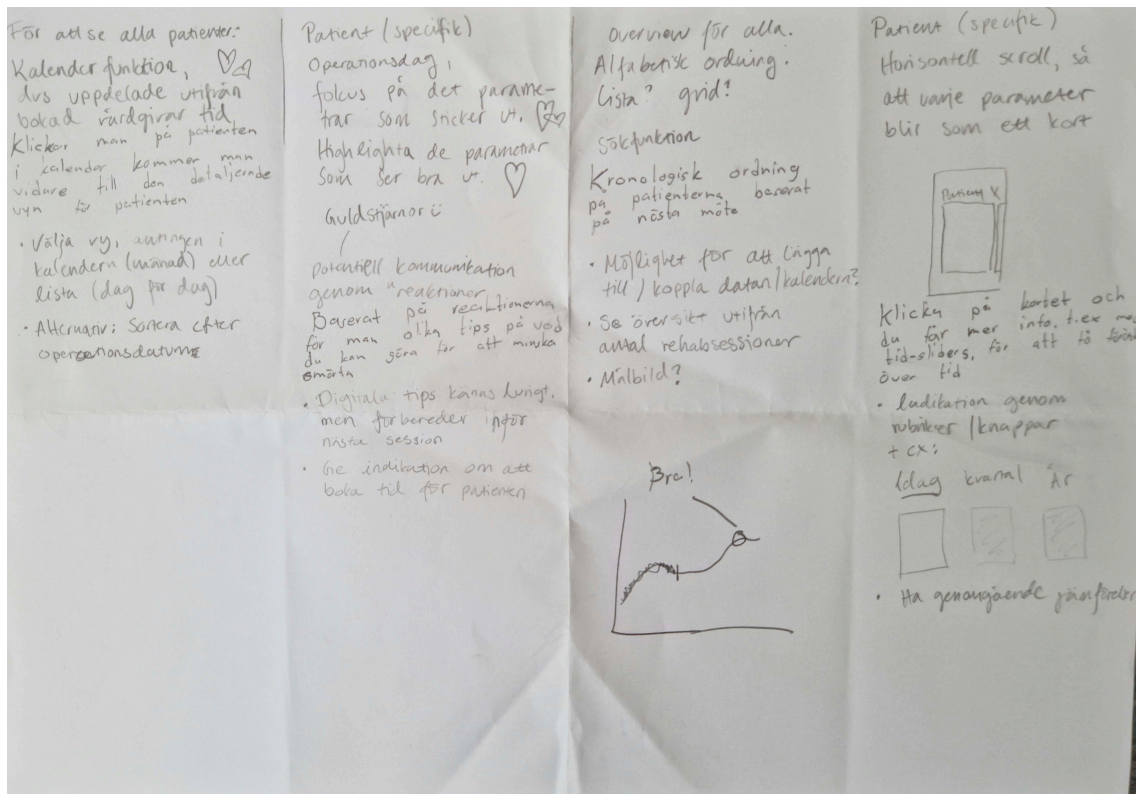 För att se alla patienter:
Kalender funktion,
dvs uppdelade utifrån
bokad vårdgivar tid,
Klickar man på patienten
i kalender kommer man
vidare till den detaljerade
vyn för patienten
• Välja vy, antingen i
kalendern (månad) eller
lista (dag för dag)
• Alternativ: Sortera efter
operationsdatum
Patient (specifik)
Operationsdag,
fokus på det parame-
trar som sticker ut.
Highlighta de parametrar
som ser bra ut.
Guldstjärnor
potentiell kommunikation
genom "reaktioner
Baserat på reaktionerna
får man olika tips på vad
du kan göra för att minska
smärta
• Digitala tips känns lurigt,
men förbereder inför
nästa session
• Ge indikation om att
boka tid för patienten
overview för alla.
Alfabetisk ordning:
Lista? grid?
Sökfunktion
Kronologisk ordning
på patienterna baserat
på nästa möte
• Möjlighet för att lägga
till / koppla datan/kalendern?
• Se översikt utifrån
antal rehabsessioner
• Målbild?
Bra!
Patient (specifik)
Horisontell scroll, så
att varje parameter
blir som ett kort
Patient X
Klicka på kortet och
du får mer info, t.ex
tid-sliders, för att få
över tid
• Indikation genom
rubriker / knappar
+ ex:
Idag kvartal År
• Ha genomgående